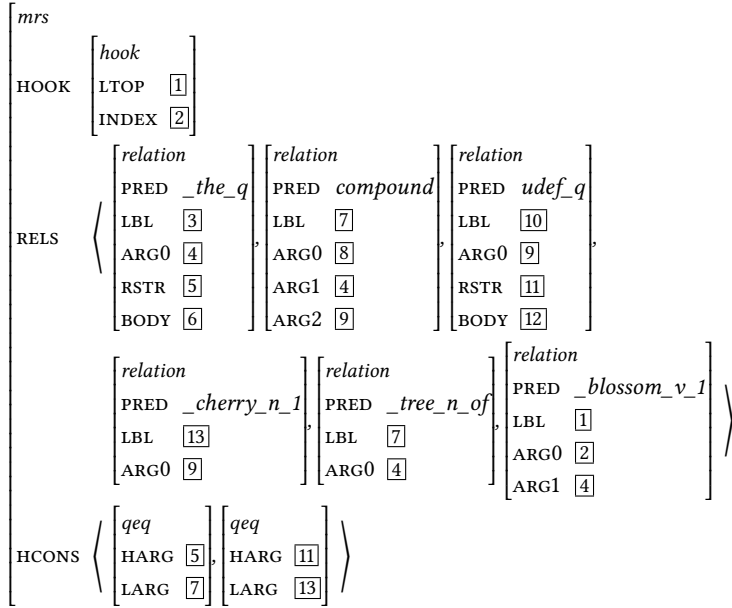 mrs
HOOK hook
LTOP 1
INDEX 2
RELS ⟨ relation relation relation
PRED _the_q , PRED compound , PRED udef_q ,
LBL 3 LBL 7 LBL 10
ARG0 4 ARG0 8 ARG0 9
RSTR 5 ARG1 4 RSTR 11
BODY 6 ARG2 9 BODY 12
relation relation relation
PRED _cherry_n_1 , PRED _tree_n_of , PRED _blossom_v_1 ⟩
LBL 13 LBL 7 LBL 1
ARG0 9 ARG0 4 ARG0 2
ARG1 4
HCONS ⟨ qeq , qeq ⟩
HARG 5 HARG 11
LARG 7 LARG 13